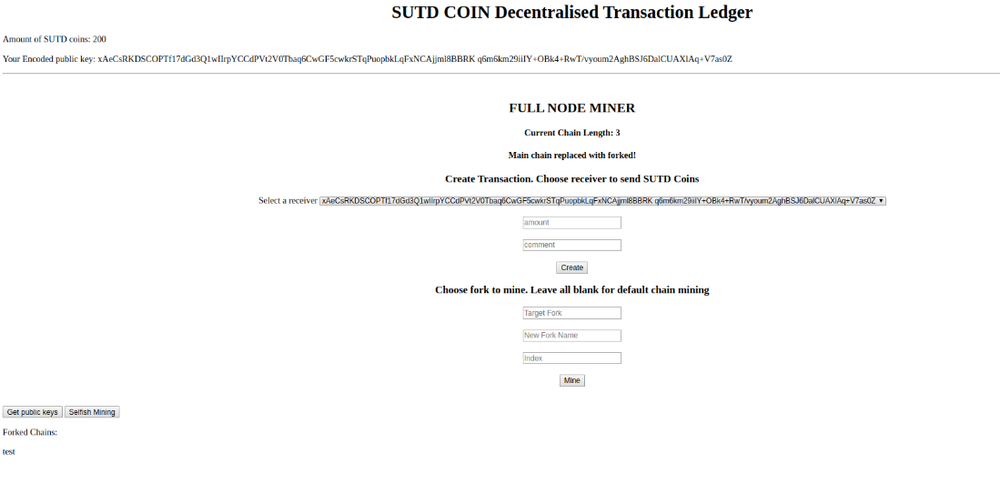 SUTD COIN Decentralised Transaction Ledger
Amount of SUTD coins: 200
Your Encoded public key: xAeCsRKDSCOPTf17dGd3Q1wIIrpYCCdPVt2V0Tbaq6CwGF5cwkrSTqPuopbkLqFxNCAjjml8BBRK q6m6km29iiIY+OBk4+RwT/vyoum2AghBSJ6DalCUAXlAq+V7as0Z
FULL NODE MINER
Current Chain Length: 3
Main chain replaced with forked!
Create Transaction. Choose receiver to send SUTD Coins
Select a receiver xAeCsRKDSCOPTf17dGd3Q1wIIrpYCCdPVt2V0Tbaq6CwGF5cwkrSTqPuopbkLqFxNCAjjml8BBRK q6m6km29iiIY+OBk4+RwT/vyoum2AghBSJ6DalCUAXlAq+V7as0Z
amount
comment
Create
Choose fork to mine. Leave all blank for default chain mining
Target Fork
New Fork Name
Index
Mine
Get public keys Selfish Mining
Forked Chains:
test